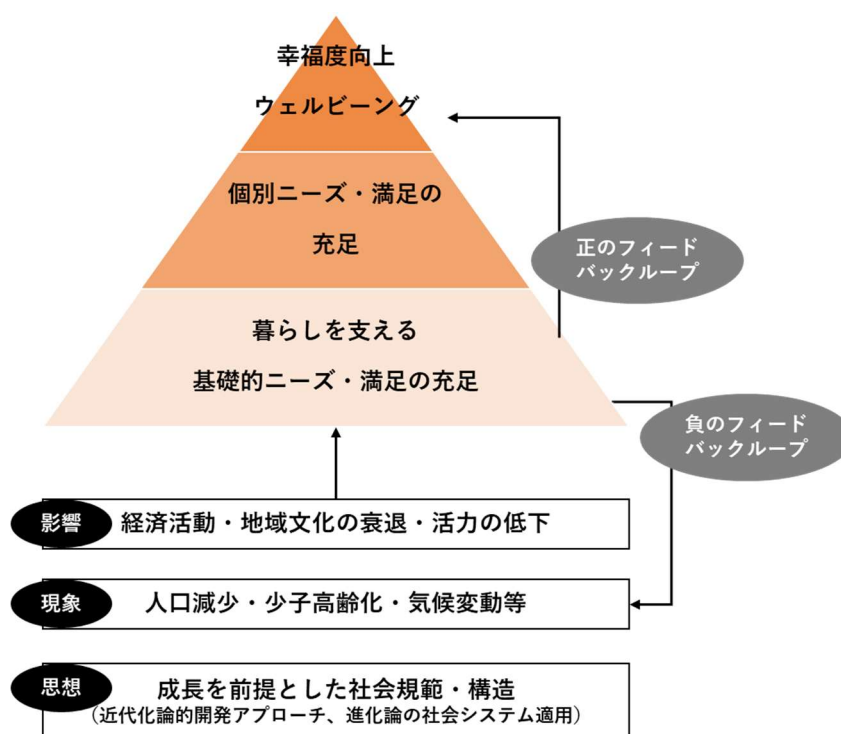 幸福度向上
ウェルビーング
個別ニーズ・満足の
充足
正のフィード
バックループ
暮らしを支える
基礎的ニーズ・満足の充足
負のフィード
バックループ
影響
経済活動・地域文化の衰退・活力の低下
現象
人口減少・少子高齢化・気候変動等
思想
成長を前提とした社会規範・構造
（近代化論的開発アプローチ、進化論の社会システム適用）